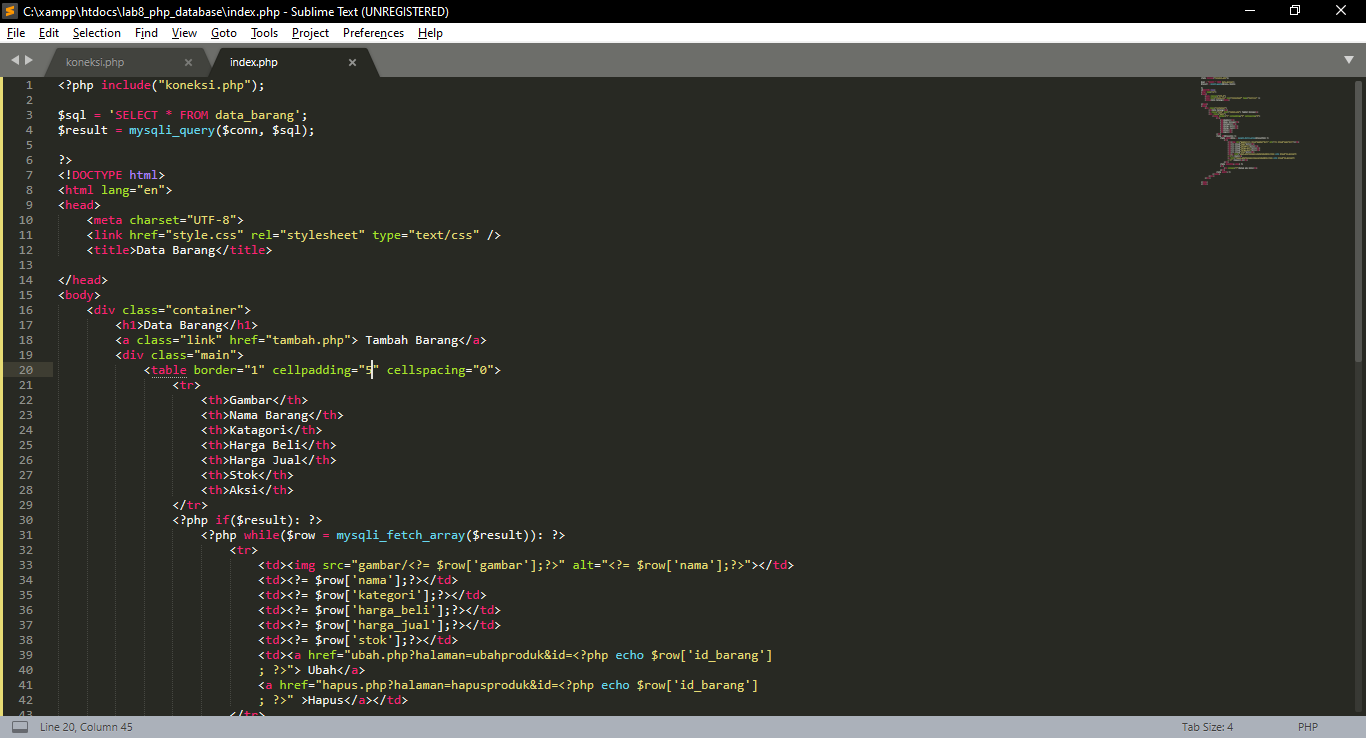 C:\xampp\htdocs\lab8_php_database\index.php - Sublime Text (UNREGISTERED)
File Edit Selection Find View Goto Tools Project Preferences Help
koneksi.php × index.php ×
1 <?php include("koneksi.php");
2
3 $sql = 'SELECT * FROM data_barang';
4 $result = mysqli_query($conn, $sql);
5
6 ?>
7 <!DOCTYPE html>
8 <html lang="en">
9 <head>
10     <meta charset="UTF-8">
11     <link href="style.css" rel="stylesheet" type="text/css" />
12     <title>Data Barang</title>
13
14 </head>
15 <body>
16     <div class="container">
17         <h1>Data Barang</h1>
18         <a class="link" href="tambah.php"> Tambah Barang</a>
19         <div class="main">
20             <table border="1" cellpadding="5" cellspacing="0">
21                 <tr>
22                     <th>Gambar</th>
23                     <th>Nama Barang</th>
24                     <th>Katagori</th>
25                     <th>Harga Beli</th>
26                     <th>Harga Jual</th>
27                     <th>Stok</th>
28                     <th>Aksi</th>
29                 </tr>
30                 <?php if($result): ?>
31                     <?php while($row = mysqli_fetch_array($result)): ?>
32                         <tr>
33                             <td><img src="gambar/<?= $row['gambar'];?>" alt="<?= $row['nama'];?>"></td>
34                             <td><?= $row['nama'];?></td>
35                             <td><?= $row['kategori'];?></td>
36                             <td><?= $row['harga_beli'];?></td>
37                             <td><?= $row['harga_jual'];?></td>
38                             <td><?= $row['stok'];?></td>
39                             <td><a href="ubah.php?halaman=ubahproduk&id=<?php echo $row['id_barang']
40                             ; ?>"> Ubah</a>
41                             <a href="hapus.php?halaman=hapusproduk&id=<?php echo $row['id_barang']
42                             ; ?>" >Hapus</a></td>
43                         </tr>
Line 20, Column 45 Tab Size: 4 PHP